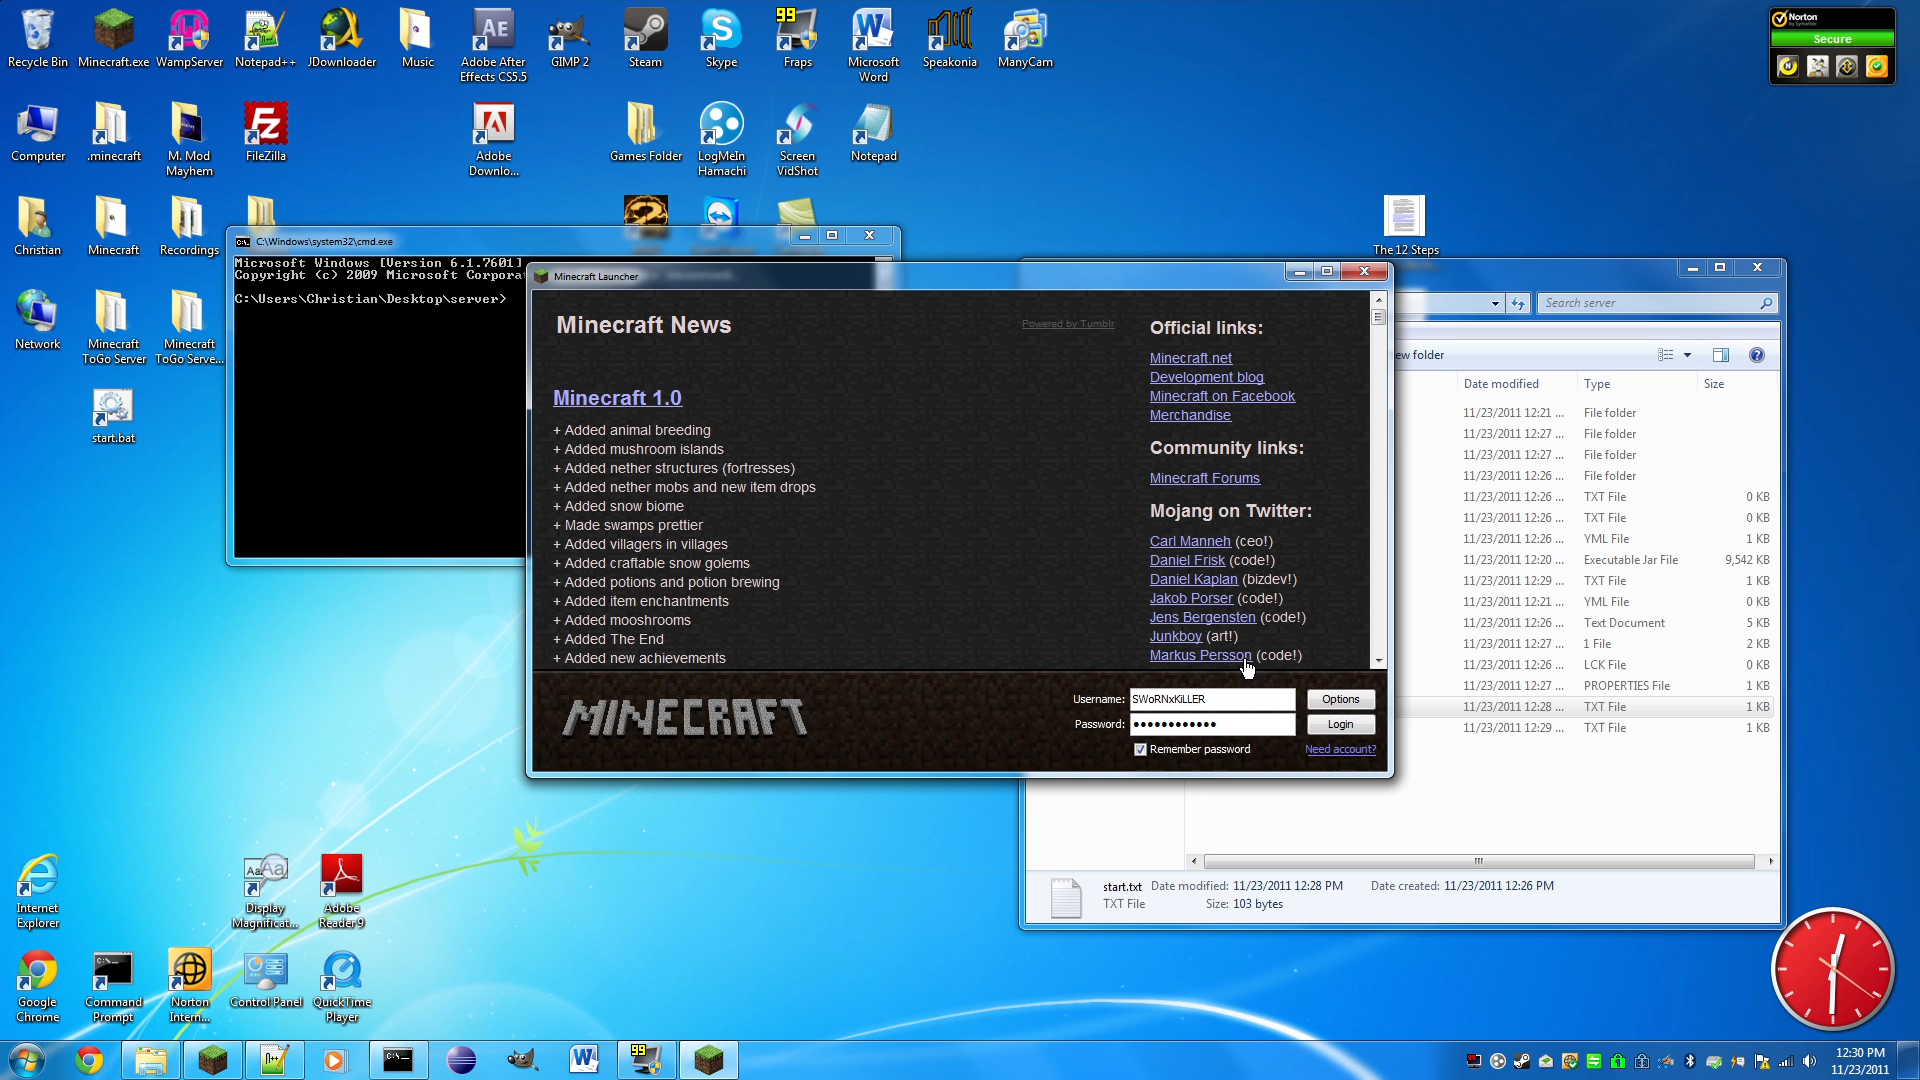 Recycle Bin
Minecraft.exe
WampServer
Notepad++
JDownloader
Music
Adobe After
Effects CS5.5
GIMP 2
Steam
Skype
99
Fraps
Microsoft
Word
Speakonia
ManyCam
Norton
by Symantec
Secure
Computer
.minecraft
M. Mod
Mayhem
FileZilla
Adobe
Downlo...
Games Folder
LogMeIn
Hamachi
Screen
VidShot
Notepad
Christian
Minecraft
Recordings
The 12 Steps
Network
Minecraft
ToGo Server
Minecraft
ToGo Serve...
start.bat
C:\Windows\system32\cmd.exe
Microsoft Windows [Version 6.1.7601]
Copyright (c) 2009 Microsoft Corporat
C:\Users\Christian\Desktop\server>
Minecraft Launcher
Minecraft News
Powered by Tumblr
Minecraft 1.0
+ Added animal breeding
+ Added mushroom islands
+ Added nether structures (fortresses)
+ Added nether mobs and new item drops
+ Added snow biome
+ Made swamps prettier
+ Added villagers in villages
+ Added craftable snow golems
+ Added potions and potion brewing
+ Added item enchantments
+ Added mooshrooms
+ Added The End
+ Added new achievements
Official links:
Minecraft.net
Development blog
Minecraft on Facebook
Merchandise
Community links:
Minecraft Forums
Mojang on Twitter:
Carl Manneh (ceo!)
Daniel Frisk (code!)
Daniel Kaplan (bizdev!)
Jakob Porser (code!)
Jens Bergensten (code!)
Junkboy (art!)
Markus Persson (code!)
MINECRAFT
Username: SWoRNxKiLLER
Options
Password: ●●●●●●●●●●●●
Login
Remember password
Need account?
Search server
ew folder
Date modified Type Size
11/23/2011 12:21 ... File folder
11/23/2011 12:27 ... File folder
11/23/2011 12:27 ... File folder
11/23/2011 12:26 ... File folder
11/23/2011 12:26 ... TXT File 0 KB
11/23/2011 12:26 ... TXT File 0 KB
11/23/2011 12:26 ... YML File 1 KB
11/23/2011 12:20 ... Executable Jar File 9,542 KB
11/23/2011 12:29 ... TXT File 1 KB
11/23/2011 12:21 ... YML File 0 KB
11/23/2011 12:26 ... Text Document 5 KB
11/23/2011 12:27 ... 1 File 2 KB
11/23/2011 12:26 ... LCK File 0 KB
11/23/2011 12:27 ... PROPERTIES File 1 KB
11/23/2011 12:28 ... TXT File 1 KB
11/23/2011 12:29 ... TXT File 1 KB
start.txt Date modified: 11/23/2011 12:28 PM Date created: 11/23/2011 12:26 PM
TXT File Size: 103 bytes
Internet
Explorer
Display
Magnificat...
Adobe
Reader 9
Google
Chrome
Command
Prompt
Norton
Intern...
Control Panel
QuickTime
Player
99
12:30 PM
11/23/2011